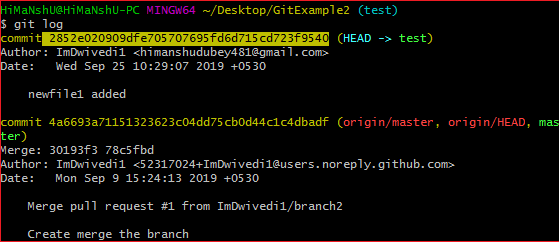 HiMaNshU@HiMaNshU-PC MINGW64 ~/Desktop/GitExample2 (test)
$ git log
commit 2852e020909dfe705707695fd6d715cd723f9540 (HEAD -> test)
Author: ImDwivedi1 <himanshudubey481@gmail.com>
Date:   Wed Sep 25 10:29:07 2019 +0530
    newfile1 added
commit 4a6693a71151323623c04dd75cb0d44c1c4dbadf (origin/master, origin/HEAD, mas
ter)
Merge: 30193f3 78c5fbd
Author: ImDwivedi1 <52317024+ImDwivedi1@users.noreply.github.com>
Date:   Mon Sep 9 15:24:13 2019 +0530
    Merge pull request #1 from ImDwivedi1/branch2
    Create merge the branch